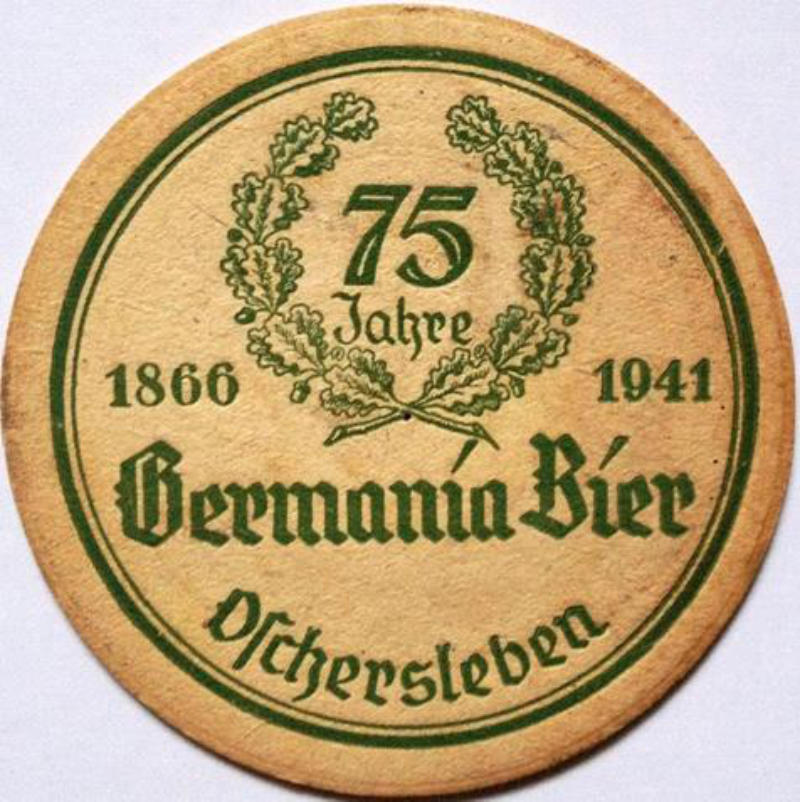 75
Jahre
1866 1941
Germania Bier
Oſchersleben